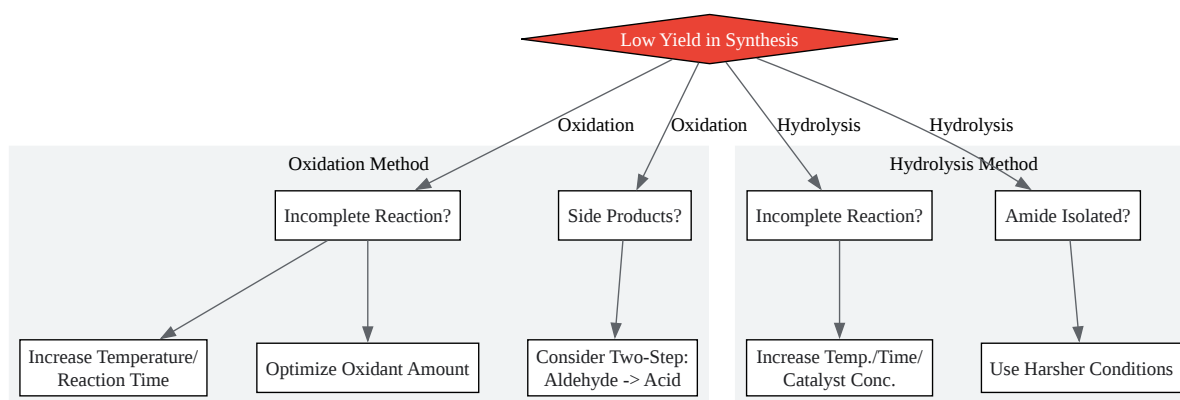 Low Yield in Synthesis
Oxidation
Oxidation
Hydrolysis
Hydrolysis
Oxidation Method
Hydrolysis Method
Incomplete Reaction?
Side Products?
Incomplete Reaction?
Amide Isolated?
Increase Temperature/
Reaction Time
Optimize Oxidant Amount
Consider Two-Step:
Aldehyde -> Acid
Increase Temp./Time/
Catalyst Conc.
Use Harsher Conditions